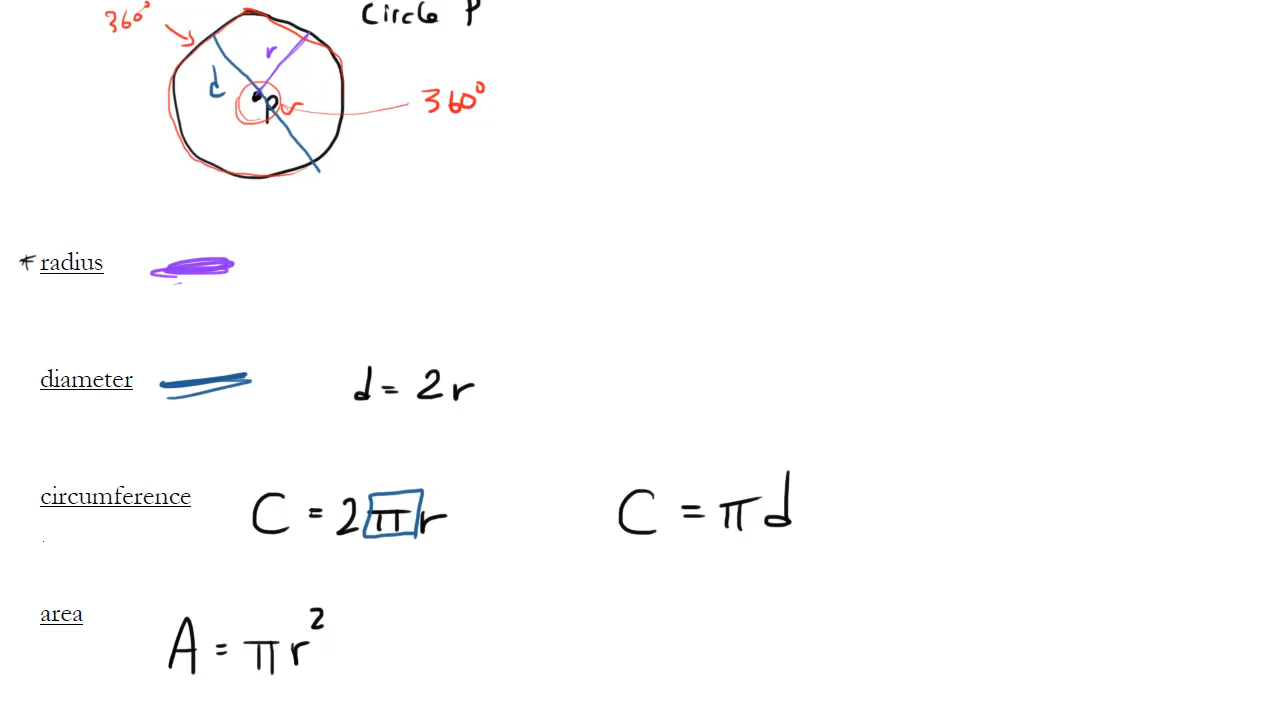 360° Circle P
r
d
P
360°
* radius
diameter d = 2r
circumference C = 2πr C = πd
area
A = πr²